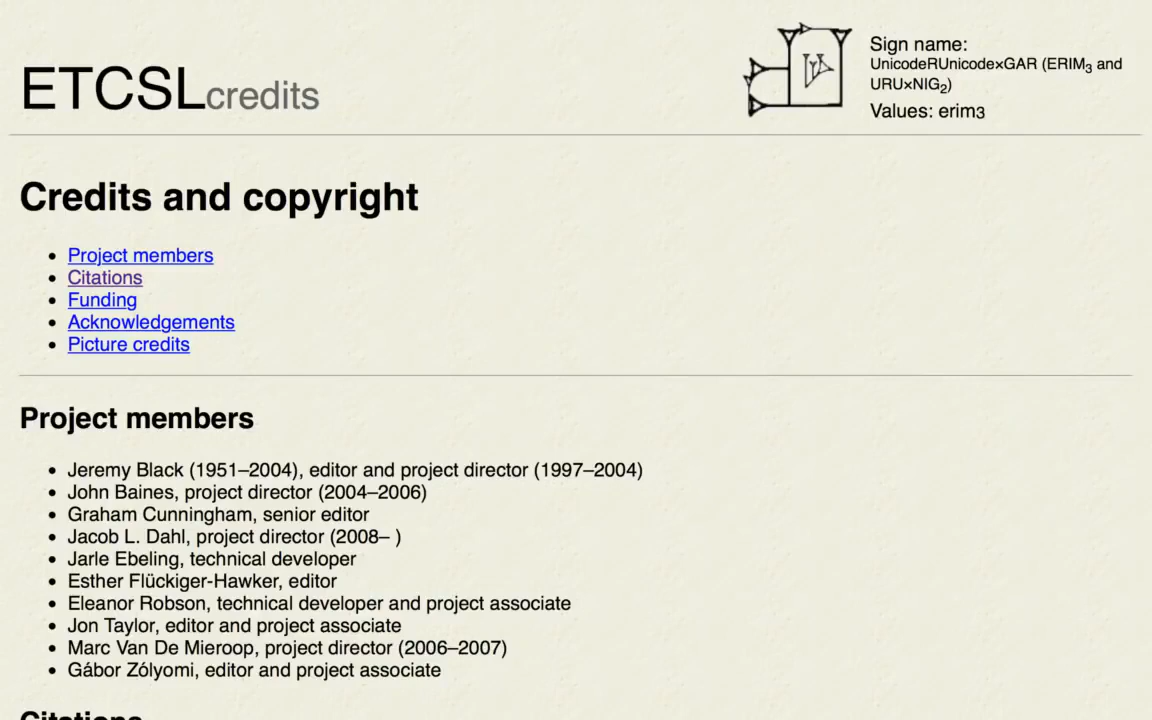 ETCSLcredits
Sign name:
UnicodeRUnicode×GAR (ERIM₃ and
URU×NIG₂)
Values: erim₃
Credits and copyright
Project members
Citations
Funding
Acknowledgements
Picture credits
Project members
Jeremy Black (1951–2004), editor and project director (1997–2004)
John Baines, project director (2004–2006)
Graham Cunningham, senior editor
Jacob L. Dahl, project director (2008– )
Jarle Ebeling, technical developer
Esther Flückiger-Hawker, editor
Eleanor Robson, technical developer and project associate
Jon Taylor, editor and project associate
Marc Van De Mieroop, project director (2006–2007)
Gábor Zólyomi, editor and project associate
Citations